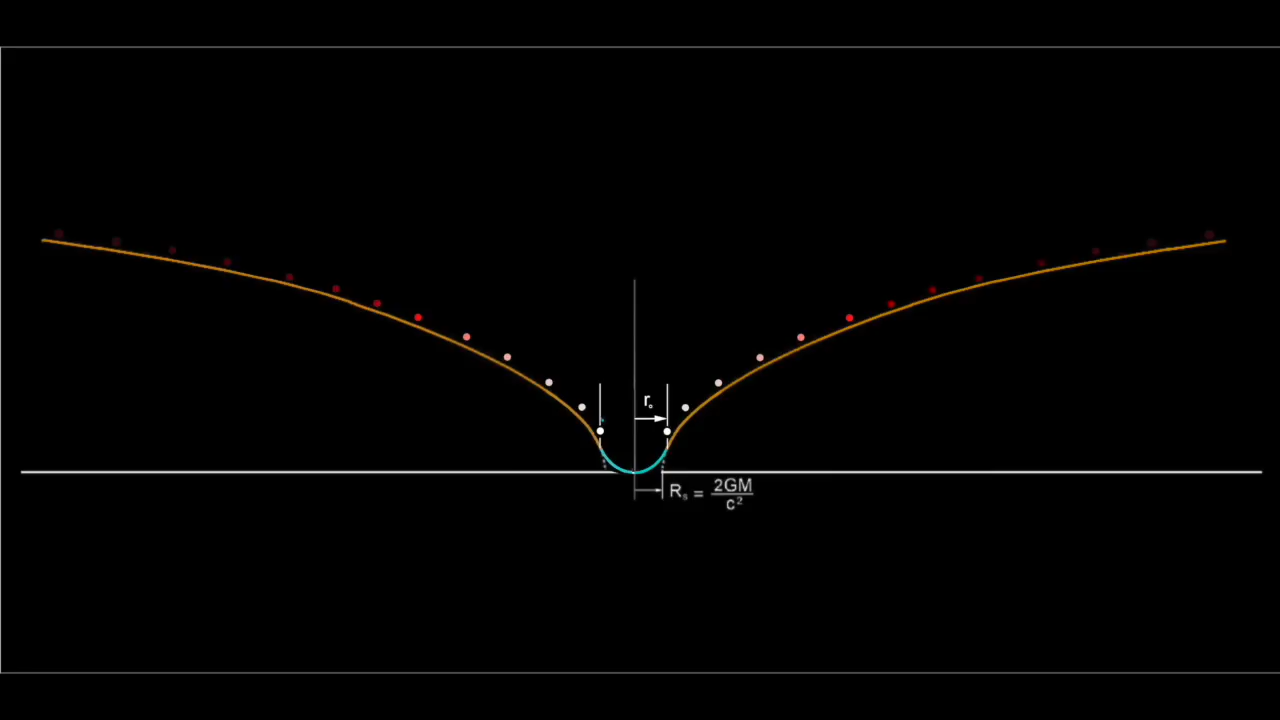 r₀
Rₛ = 2GM
c²